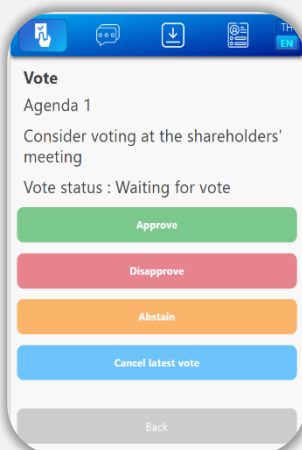 TH
EN
Vote
Agenda 1
Consider voting at the shareholders'
meeting
Vote status : Waiting for vote
Approve
Disapprove
Abstain
Cancel latest vote
Back